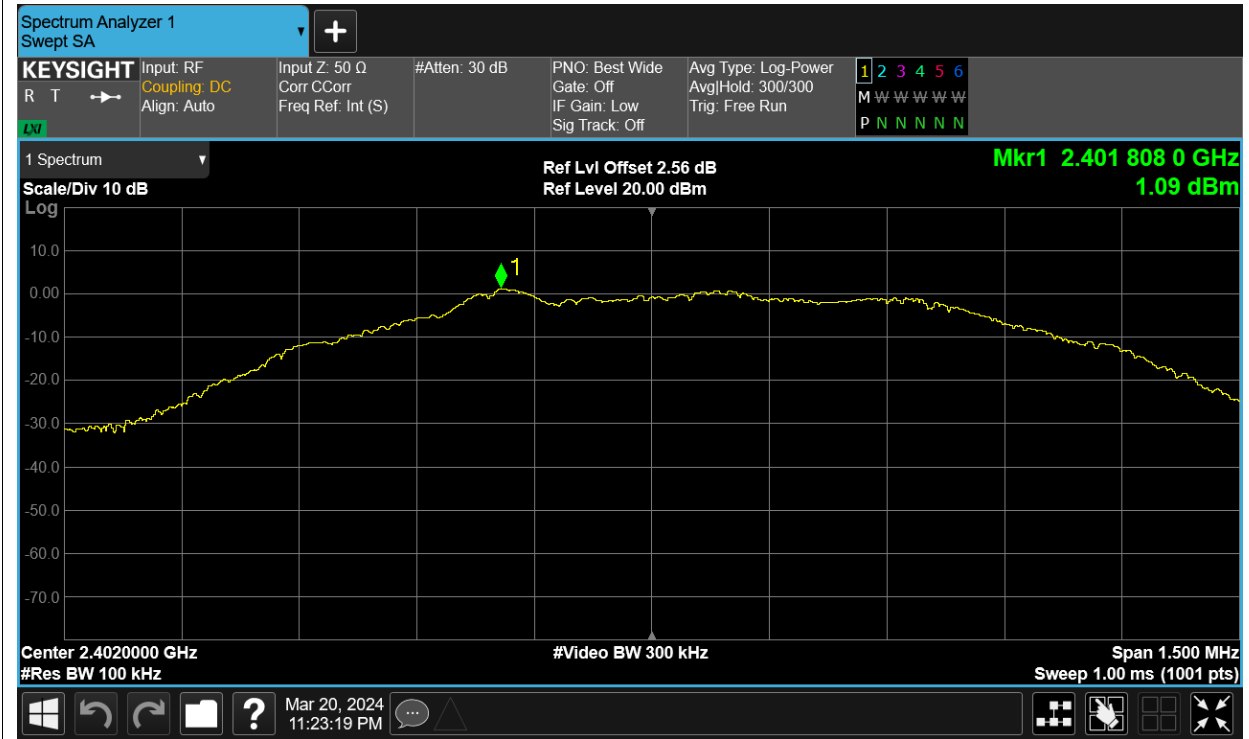 Spectrum Analyzer 1
Swept SA
KEYSIGHT
R T
LXI
Input: RF
Coupling: DC
Align: Auto
Input Z: 50 Ω
Corr CCorr
Freq Ref: Int (S)
#Atten: 30 dB
PNO: Best Wide
Gate: Off
IF Gain: Low
Sig Track: Off
Avg Type: Log-Power
Avg|Hold: 300/300
Trig: Free Run
1 2 3 4 5 6
M W W W W W
P N N N N N
1 Spectrum
Scale/Div 10 dB
Ref Lvl Offset 2.56 dB
Ref Level 20.00 dBm
Mkr1 2.401 808 0 GHz
1.09 dBm
Log
1
10.0
0.00
-10.0
-20.0
-30.0
-40.0
-50.0
-60.0
-70.0
Center 2.4020000 GHz
#Res BW 100 kHz
#Video BW 300 kHz
Span 1.500 MHz
Sweep 1.00 ms (1001 pts)
?
Mar 20, 2024
11:23:19 PM